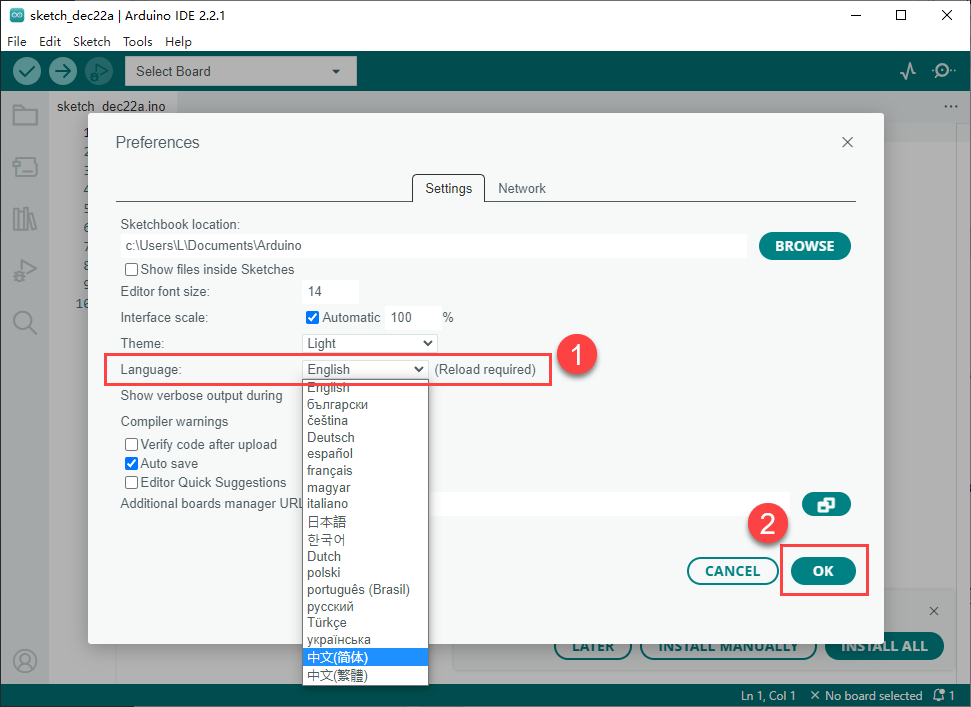 sketch_dec22a | Arduino IDE 2.2.1
File Edit Sketch Tools Help
Select Board
sketch_dec22a.ino
1
2
3
4
5
6
7
8
9
10
Preferences
Settings Network
Sketchbook location:
c:\Users\L\Documents\Arduino
BROWSE
Show files inside Sketches
Editor font size: 14
Interface scale: Automatic 100 %
Theme: Light
Language: English (Reload required)
1
Show verbose output during
Compiler warnings
Verify code after upload
Auto save
Editor Quick Suggestions
Additional boards manager URL
English
български
čeština
Deutsch
español
français
magyar
italiano
日本語
한국어
Dutch
polski
português (Brasil)
русский
Türkçe
українська
中文(简体)
中文(繁體)
2
CANCEL OK
LATER INSTALL MANUALLY INSTALL ALL
Ln 1, Col 1 No board selected 1